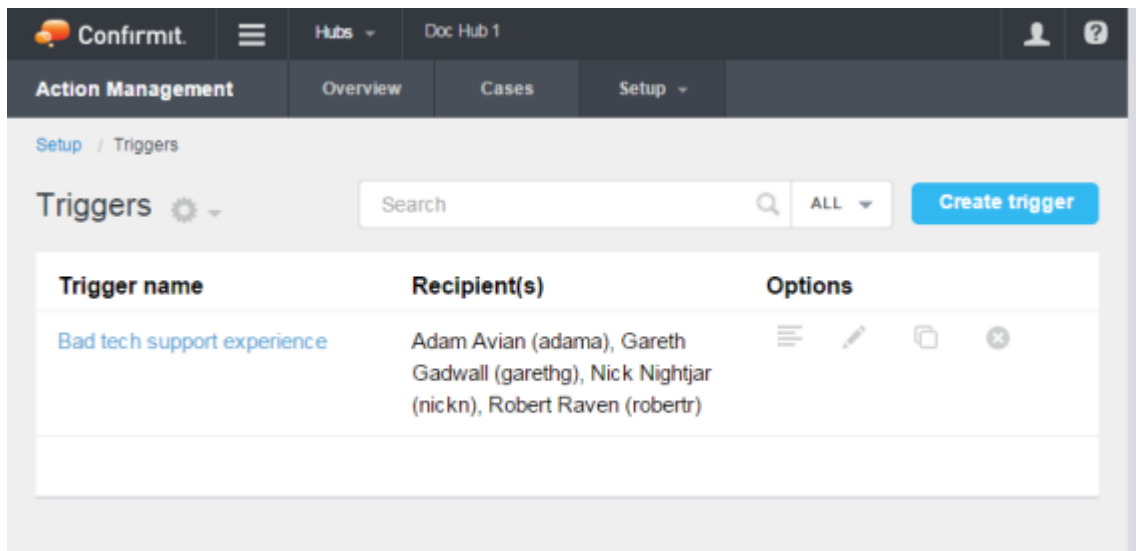 Confirmit. Hubs Doc Hub 1
Action Management Overview Cases Setup
Setup / Triggers
Triggers Search ALL Create trigger
Trigger name Recipient(s) Options
Bad tech support experience Adam Avian (adama), Gareth
Gadwall (garethg), Nick Nightjar
(nickn), Robert Raven (robertr)